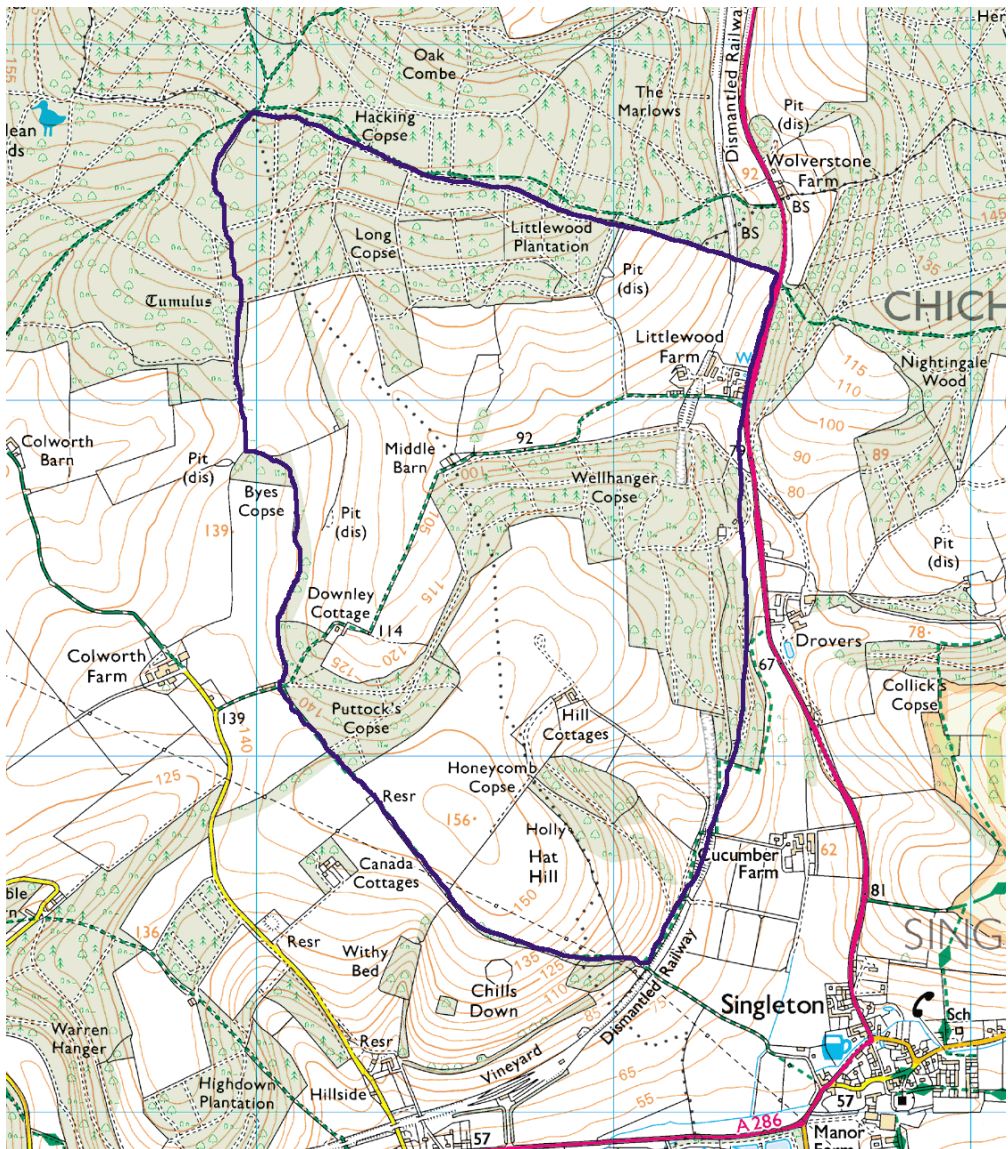 155
Oak
Combe
The
Marlows
Dismantled Railway
Pit
(dis)
Hacking
Copse
Wolverstone
Farm
92
BS
BS
145
Long
Copse
Littlewood
Plantation
135
Tumulus
Pit
(dis)
CHICH
Littlewood
Farm
W
115
110
Nightingale
Wood
100
Colworth
Barn
Middle
Barn
92
100
79
90
89
Pit
(dis)
Wellhanger
Copse
80
Byes
Copse
139
Pit
(dis)
105
Pit
(dis)
Downley
Cottage
115
114
120
125
Drovers
78
Colworth
Farm
67
Collick's
Copse
139
140
140
Puttock's
Copse
Hill
Cottages
125
Honeycomb
Copse
Resr
156
Holly
Hat
Hill
Cucumber
Farm
62
Canada
Cottages
150
81
136
Resr
Withy
Bed
135
125
110
SING
Chills
Down
85
75
Dismantled Railway
Singleton
Sch
Warren
Hanger
Resr
Vineyard
65
Highdown
Plantation
Hillside
55
57
57
A 286
Manor